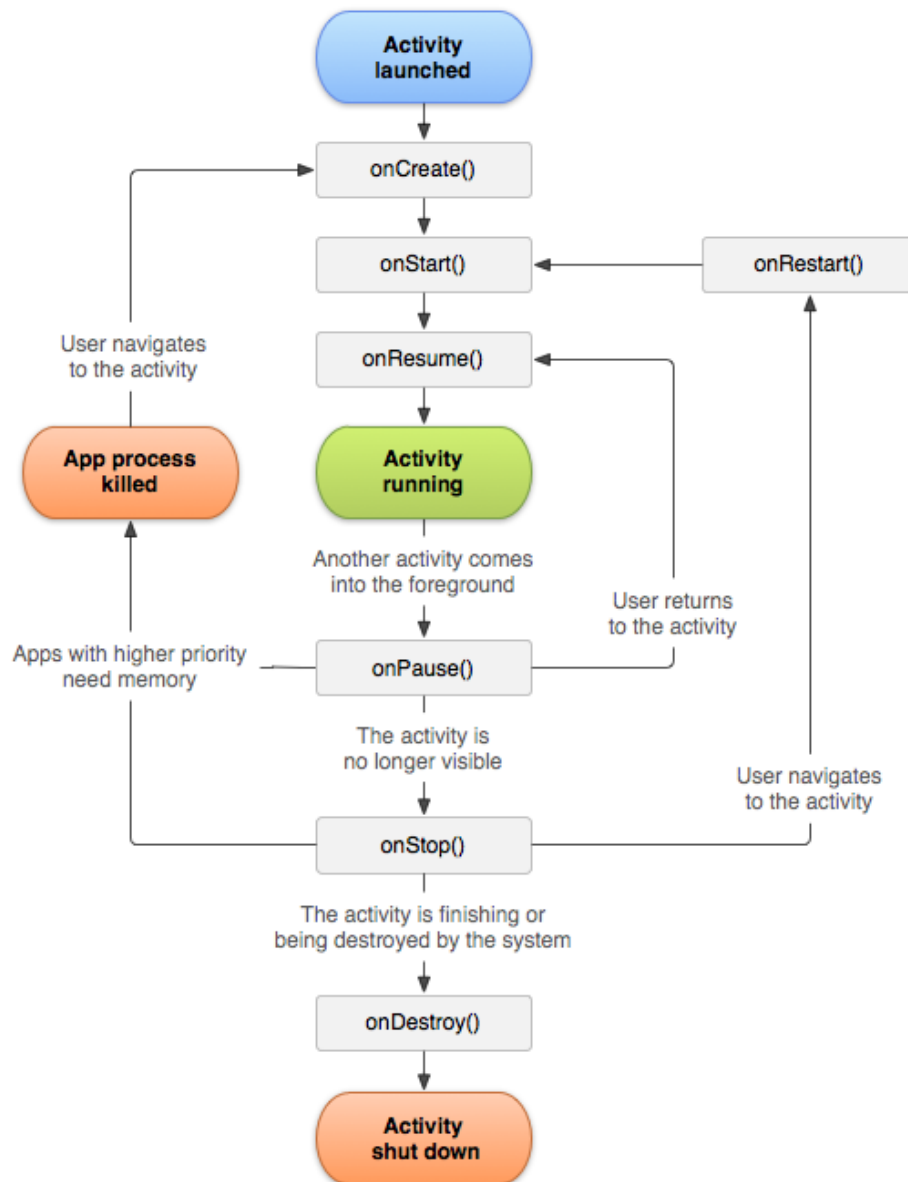 Activity
launched
onCreate()
onStart()
onRestart()
User navigates
to the activity
onResume()
App process
killed
Activity
running
Another activity comes
into the foreground
User returns
to the activity
Apps with higher priority
need memory
onPause()
The activity is
no longer visible
User navigates
to the activity
onStop()
The activity is finishing or
being destroyed by the system
onDestroy()
Activity
shut down